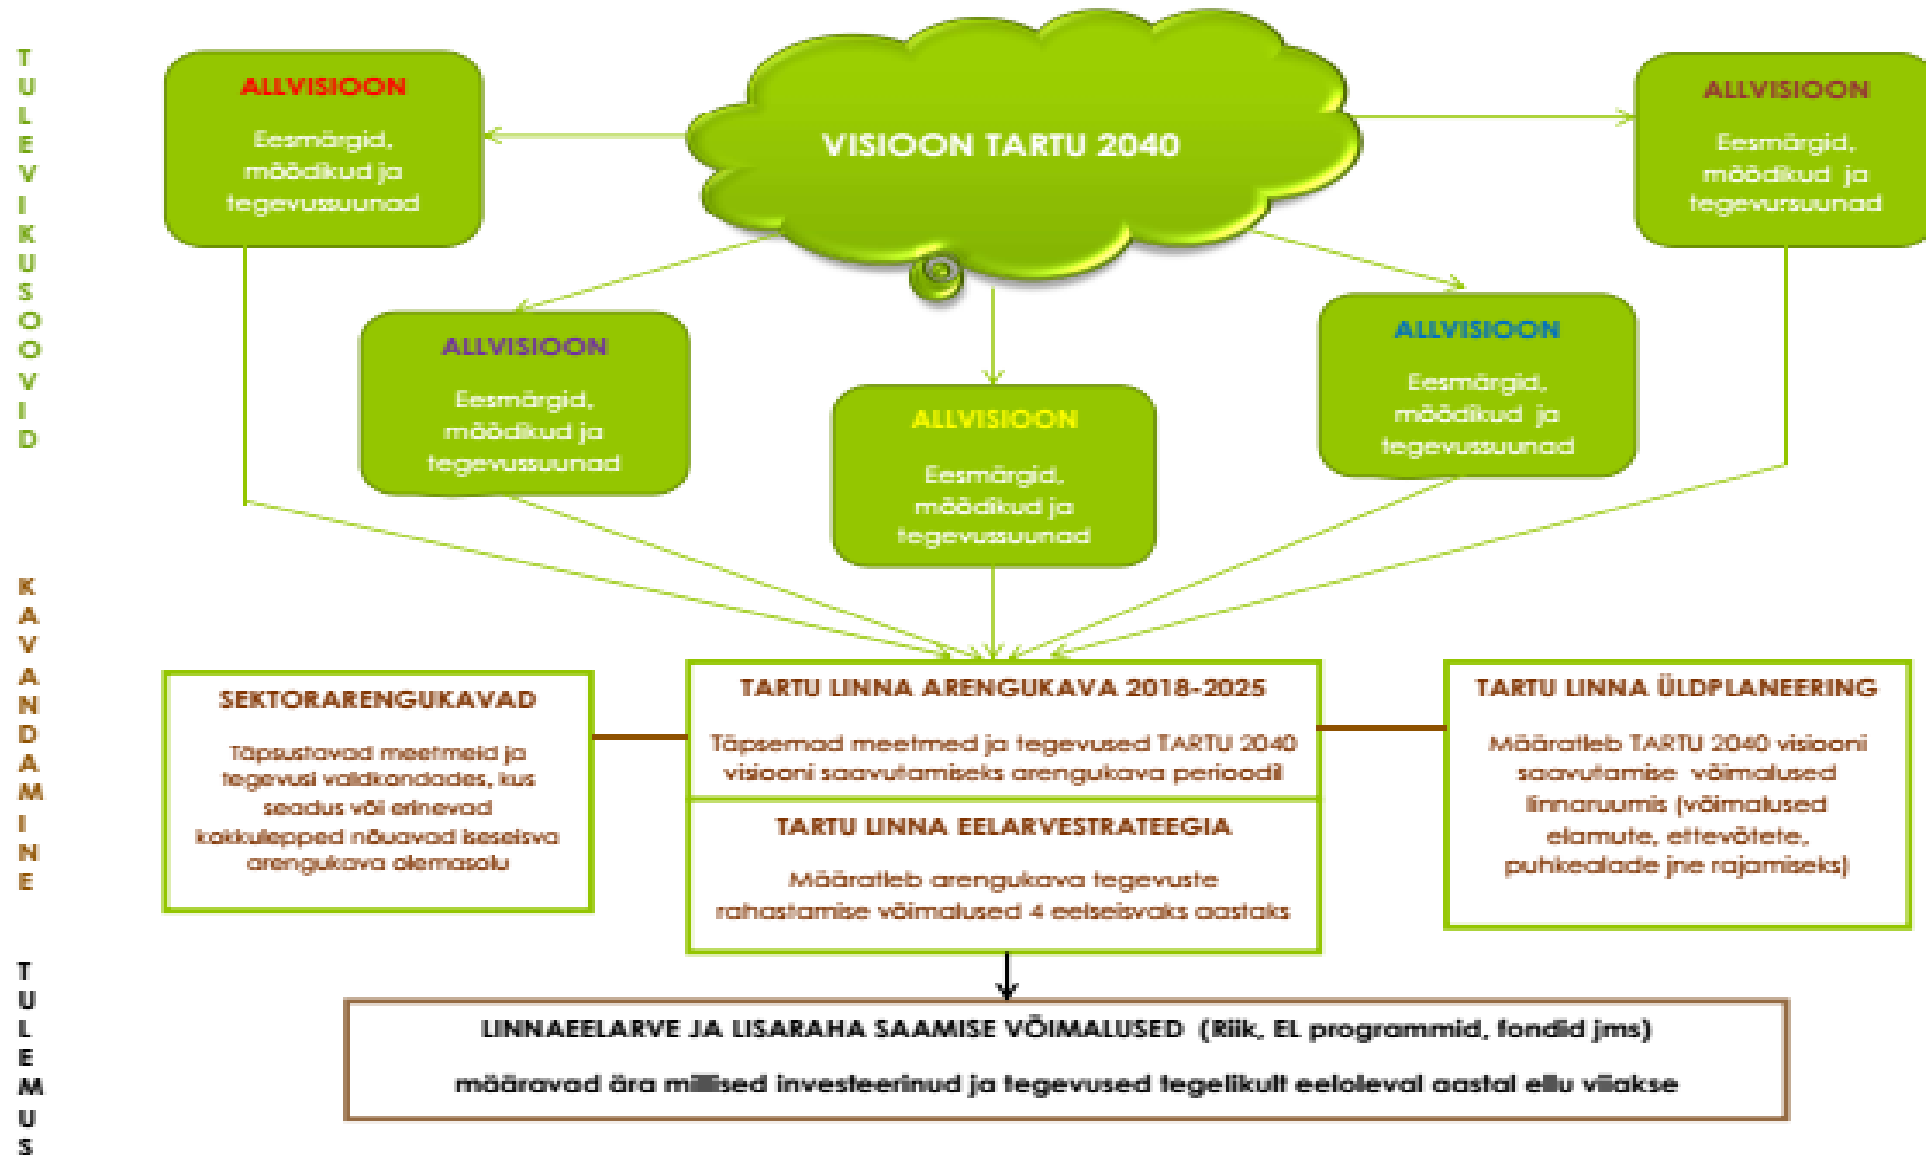 TULEVIKUSOOVID
VISIOON TARTU 2040
ALLVISIOON
Eesmärgid,
mõõdikud ja
tegevussuunad
ALLVISIOON
Eesmärgid,
mõõdikud ja
tegevussuunad
ALLVISIOON
Eesmärgid,
mõõdikud ja
tegevussuunad
ALLVISIOON
Eesmärgid,
mõõdikud ja
tegevussuunad
ALLVISIOON
Eesmärgid,
mõõdikud ja
tegevursuunad
KAVANDAMINE
SEKTORARENGUKAVAD
Täpsustavad meetmeid ja
tegevusi valdkondades, kus
seadus või erinevad
kokkulepped nõuavad iseseisva
arengukava olemasolu
TARTU LINNA ARENGUKAVA 2018-2025
Täpsemad meetmed ja tegevused TARTU 2040
visiooni saavutamiseks arengukava perioodil
TARTU LINNA EELARVESTRATEEGIA
Määratleb arengukava tegevuste
rahastamise võimalused 4 eelseisvaks aastaks
TARTU LINNA ÜLDPLANEERING
Määratleb TARTU 2040 visiooni
saavutamise võimalused
linnaruumis (võimalused
elamute, ettevõtete,
puhkealade jne rajamiseks)
TULEMUS
LINNAEELARVE JA LISARAHA SAAMISE VÕIMALUSED (Riik, EL programmid, fondid jms)
määravad ära millised investeerinud ja tegevused tegelikult eeloleval aastal ellu viiakse